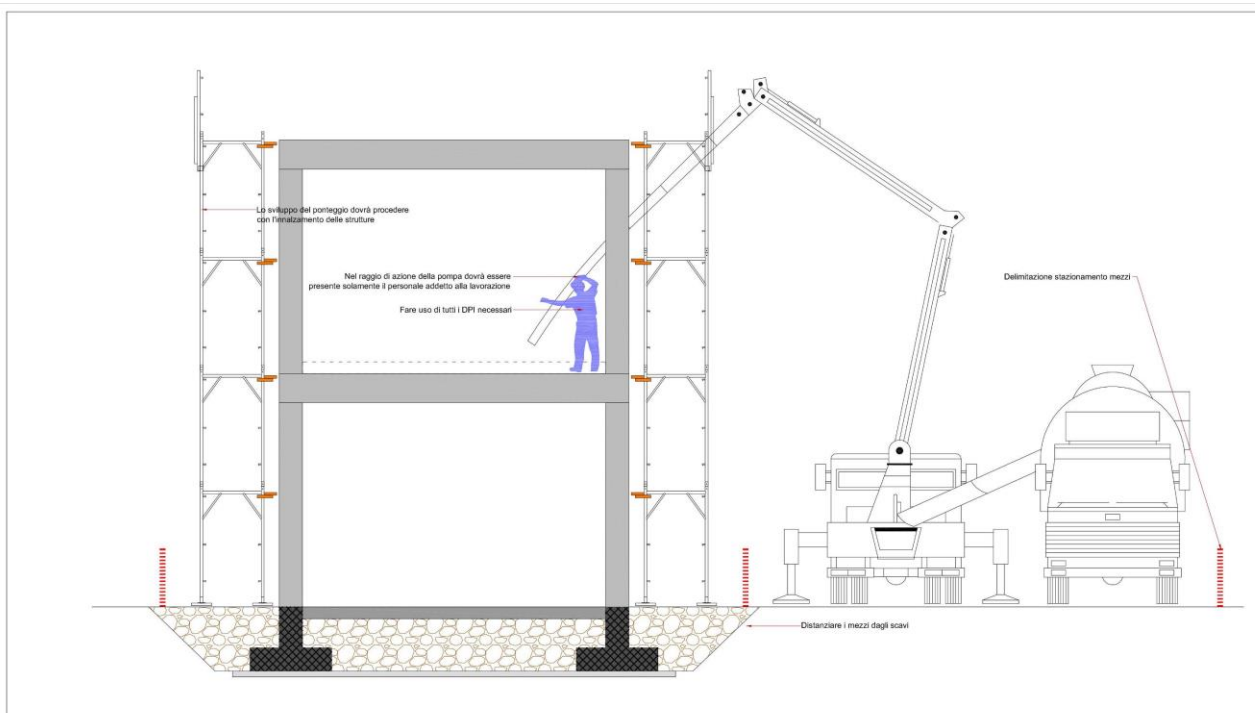 Lo sviluppo del ponteggio dovrà procedere
con l'innalzamento delle strutture
Nel raggio di azione della pompa dovrà essere
presente solamente il personale addetto alla lavorazione
Fare uso di tutti i DPI necessari
Delimitazione stazionamento mezzi
Distanziare i mezzi dagli scavi